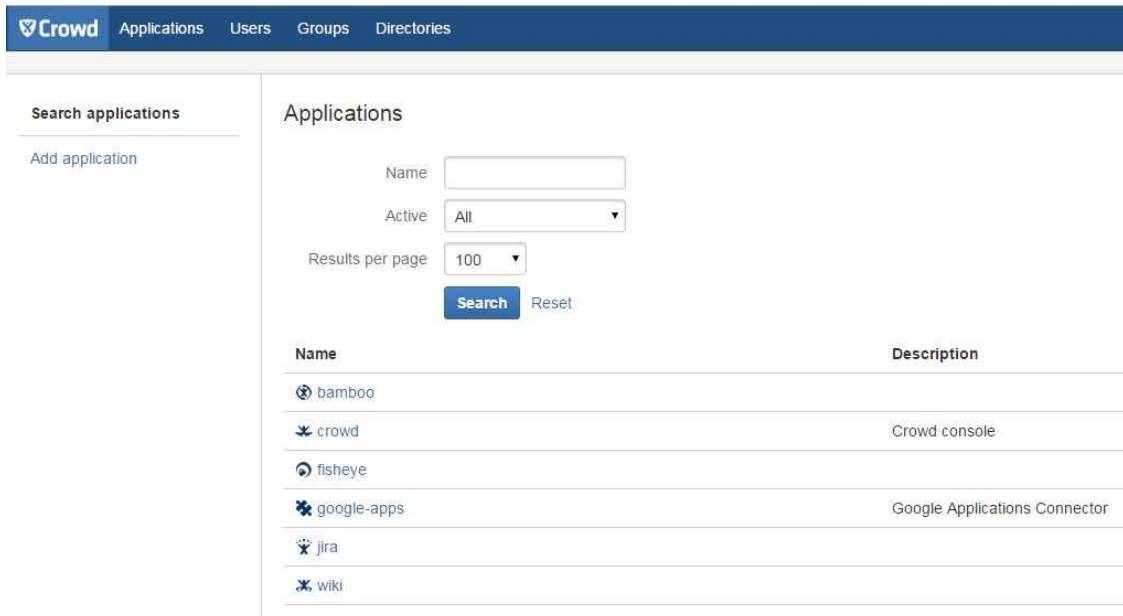 Crowd Applications Users Groups Directories
Search applications
Add application
Applications
Name
Active All
Results per page 100
Search Reset
Name Description
bamboo
crowd Crowd console
fisheye
google-apps Google Applications Connector
jira
wiki